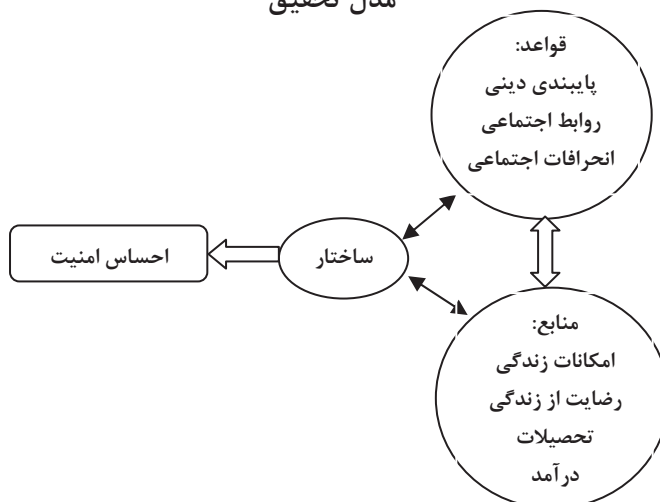 مدل تحقیق
قواعد:
پایبندی دینی
روابط اجتماعی
انحرافات اجتماعی
ساختار
احساس امنیت
منابع:
امکانات زندگی
رضایت از زندگی
تحصیلات
درآمد